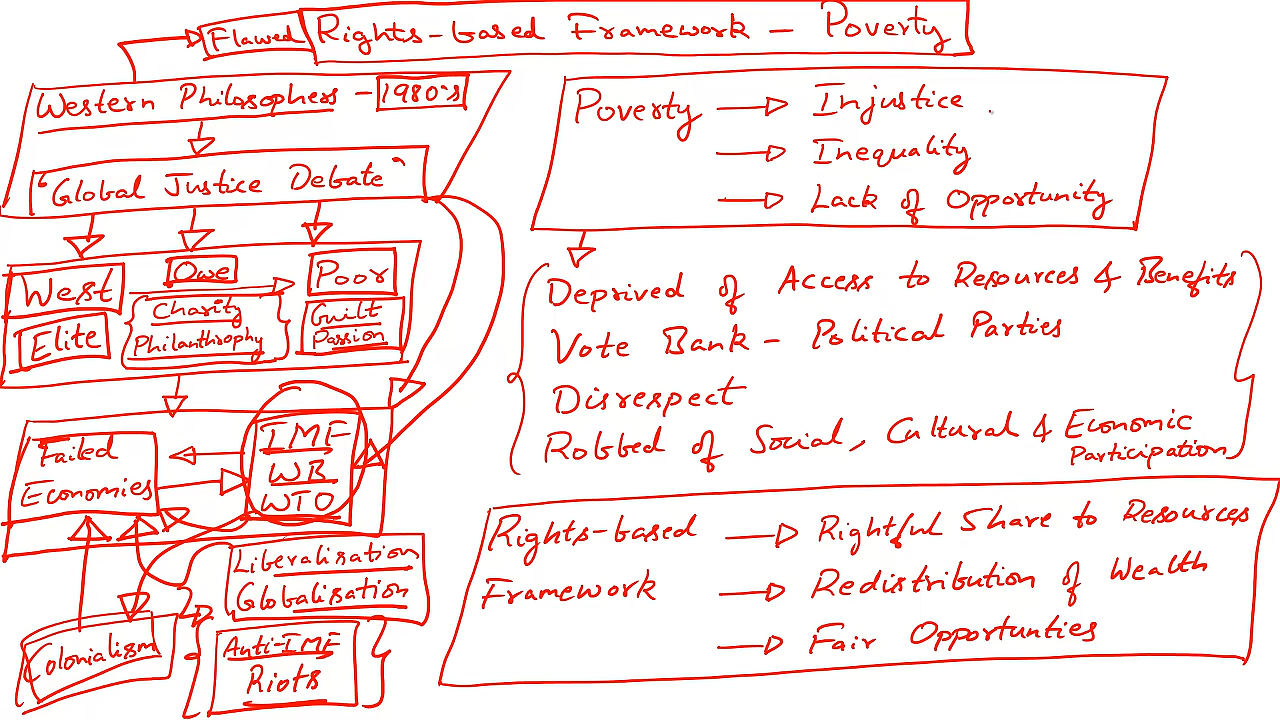 Flawed Rights-based Framework - Poverty
Western Philosophers - 1980's
"Global Justice Debate"
West Owe Poor
Elite Charity Guilt
Philanthrophy Passion
Failed
Economies
IMF
WB
WTO
Liberalisation
Globalisation
Colonialism
Anti-IMF
Riots
Poverty Injustice
Inequality
Lack of Opportunity
Deprived of Access to Resources & Benefits
Vote Bank - Political Parties
Disrespect
Robbed of Social, Cultural & Economic
Participation
Rights-based Rightful Share to Resources
Framework Redistribution of Wealth
Fair Opportunties